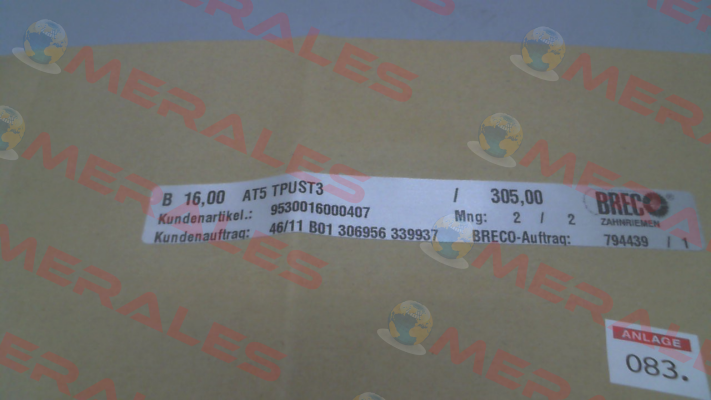 B 16,00 AT5 TPUST3 / 305,00
Kundenartikel.: 9530016000407 Mng: 2 / 2
Kundenauftrag: 46/11 B01 306956 339937 BRECO-Auftrag: 794439 / 1
BRECO
ZAHNRIEMEN
ANLAGE
083.
MERALES
MERALES
MERALES
MERALES
MERALES
MERALES